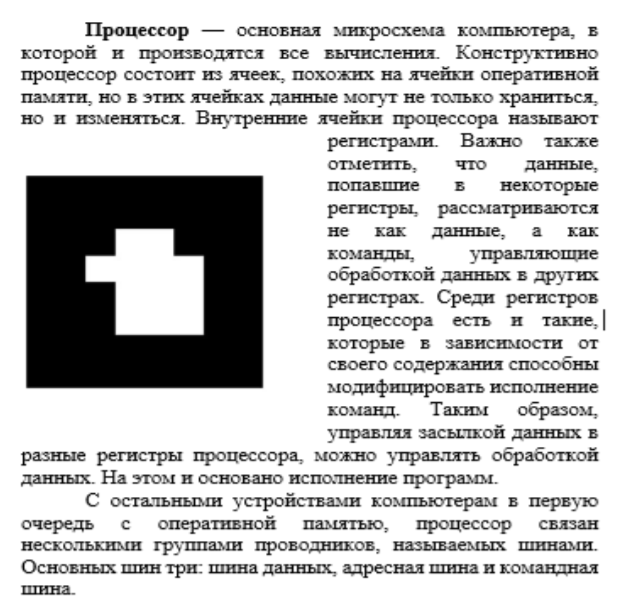 Процессор — основная микросхема компьютера, в
которой и производятся все вычисления. Конструктивно
процессор состоит из ячеек, похожих на ячейки оперативной
памяти, но в этих ячейках данные могут не только храниться,
но и изменяться. Внутренние ячейки процессора называют
регистрами. Важно также
отметить, что данные,
попавшие в некоторые
регистры, рассматриваются
не как данные, а как
команды, управляющие
обработкой данных в других
регистрах. Среди регистров
процессора есть и такие,
которые в зависимости от
своего содержания способны
модифицировать исполнение
команд. Таким образом,
управляя засылкой данных в
разные регистры процессора, можно управлять обработкой
данных. На этом и основано исполнение программ.
С остальными устройствами компьютерам в первую
очередь с оперативной памятью, процессор связан
несколькими группами проводников, называемых шинами.
Основных шин три: шина данных, адресная шина и командная
шина.